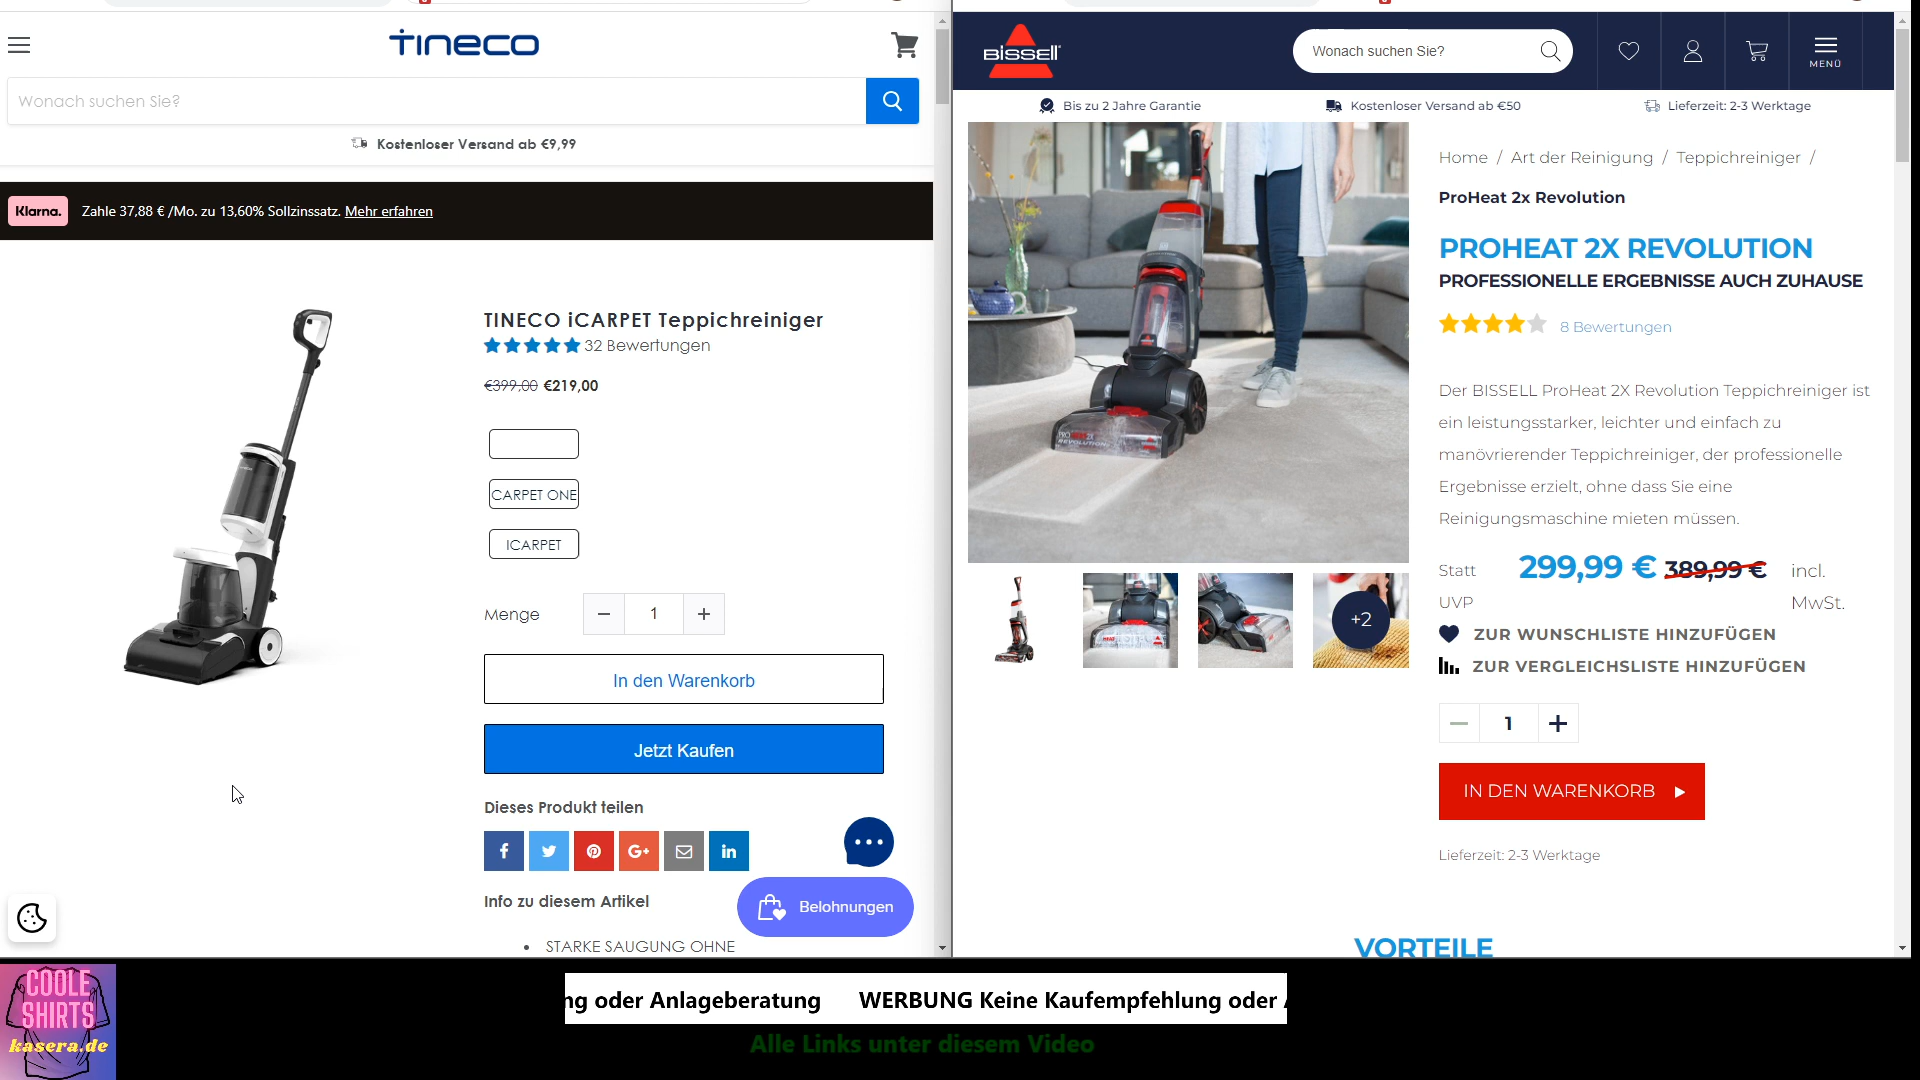 tineco
Wonach suchen Sie?
Kostenloser Versand ab €9,99
Klarna.
Zahle 37,88 € /Mo. zu 13,60% Sollzinssatz. Mehr erfahren
TINECO iCARPET Teppichreiniger
32 Bewertungen
€399,00 €219,00
CARPET ONE
ICARPET
Menge
1
In den Warenkorb
Jetzt Kaufen
Dieses Produkt teilen
Info zu diesem Artikel
Belohnungen
STARKE SAUGUNG OHNE
BISSELL
Wonach suchen Sie?
MENÜ
Bis zu 2 Jahre Garantie
Kostenloser Versand ab €50
Lieferzeit: 2-3 Werktage
Home / Art der Reinigung / Teppichreiniger /
ProHeat 2x Revolution
PROHEAT 2X REVOLUTION
PROFESSIONELLE ERGEBNISSE AUCH ZUHAUSE
8 Bewertungen
Der BISSELL ProHeat 2X Revolution Teppichreiniger ist
ein leistungsstarker, leichter und einfach zu
manövrierender Teppichreiniger, der professionelle
Ergebnisse erzielt, ohne dass Sie eine
Reinigungsmaschine mieten müssen.
Statt UVP
299,99 € 389,99 €
incl. MwSt.
+2
ZUR WUNSCHLISTE HINZUFÜGEN
ZUR VERGLEICHSLISTE HINZUFÜGEN
1
IN DEN WARENKORB
Lieferzeit: 2-3 Werktage
VORTEILE
COOLE
SHIRTS
kasera.de
ng oder Anlageberatung WERBUNG Keine Kaufempfehlung oder
Alle Links unter diesem Video